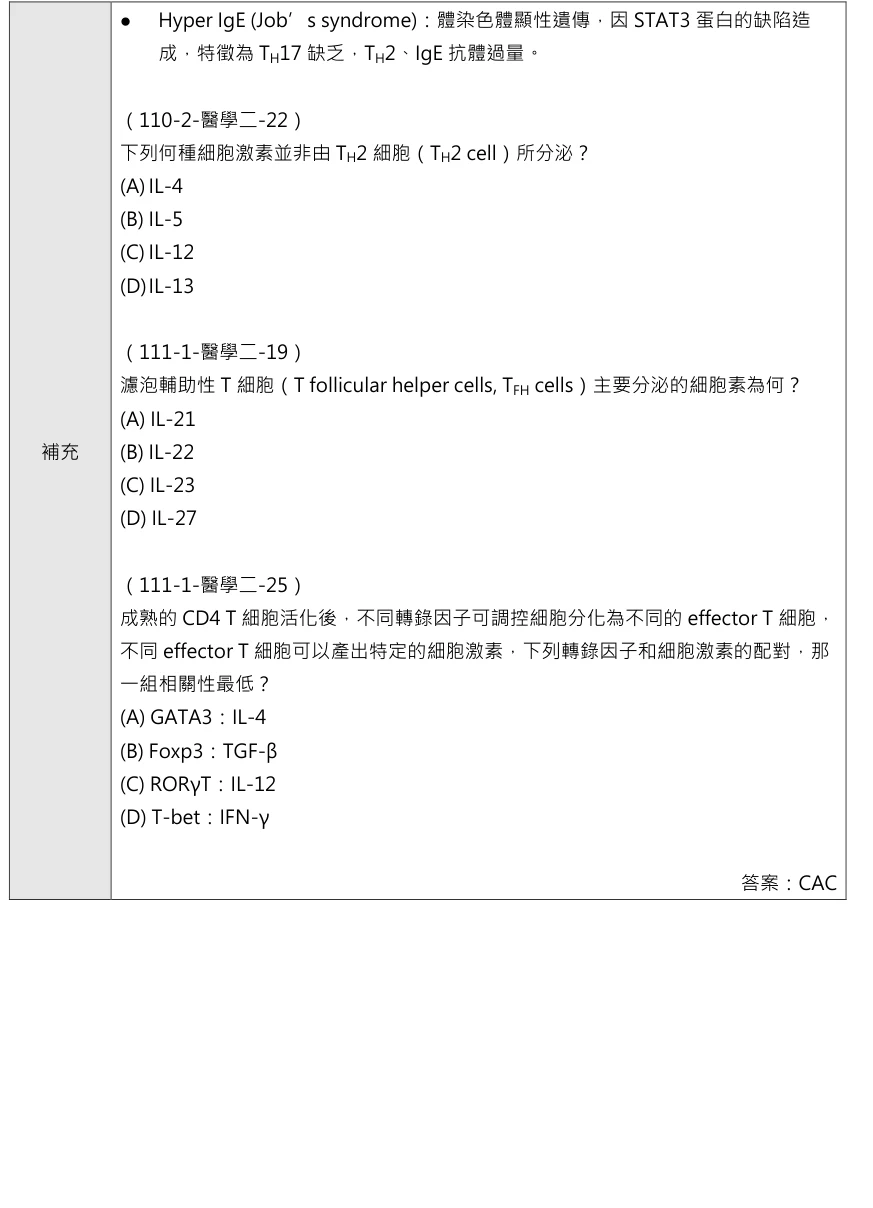 補充
● Hyper IgE (Job’s syndrome)：體染色體顯性遺傳，因 STAT3 蛋白的缺陷造
成，特徵為 TH17 缺乏，TH2、IgE 抗體過量。
（110-2-醫學二-22）
下列何種細胞激素並非由 TH2 細胞（TH2 cell）所分泌？
(A) IL-4
(B) IL-5
(C) IL-12
(D) IL-13
（111-1-醫學二-19）
濾泡輔助性 T 細胞（T follicular helper cells, TFH cells）主要分泌的細胞素為何？
(A) IL-21
(B) IL-22
(C) IL-23
(D) IL-27
（111-1-醫學二-25）
成熟的 CD4 T 細胞活化後，不同轉錄因子可調控細胞分化為不同的 effector T 細胞，
不同 effector T 細胞可以產出特定的細胞激素，下列轉錄因子和細胞激素的配對，那
一組相關性最低？
(A) GATA3：IL-4
(B) Foxp3：TGF-β
(C) RORγT：IL-12
(D) T-bet：IFN-γ
答案：CAC